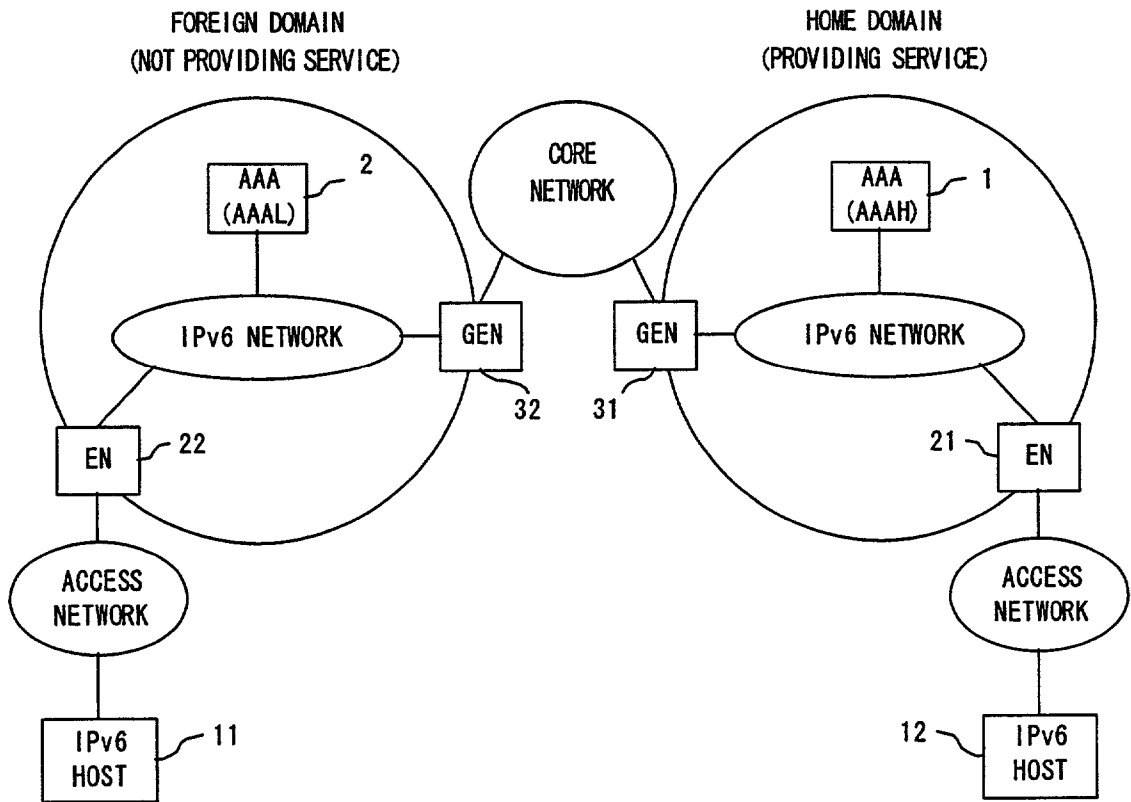 FOREIGN DOMAIN
(NOT PROVIDING SERVICE)
HOME DOMAIN
(PROVIDING SERVICE)
CORE
NETWORK
AAA
(AAAL)
2
AAA
(AAAH)
1
IPv6 NETWORK
GEN
32
GEN
31
IPv6 NETWORK
EN
22
21
EN
ACCESS
NETWORK
ACCESS
NETWORK
IPv6
HOST
11
12
IPv6
HOST